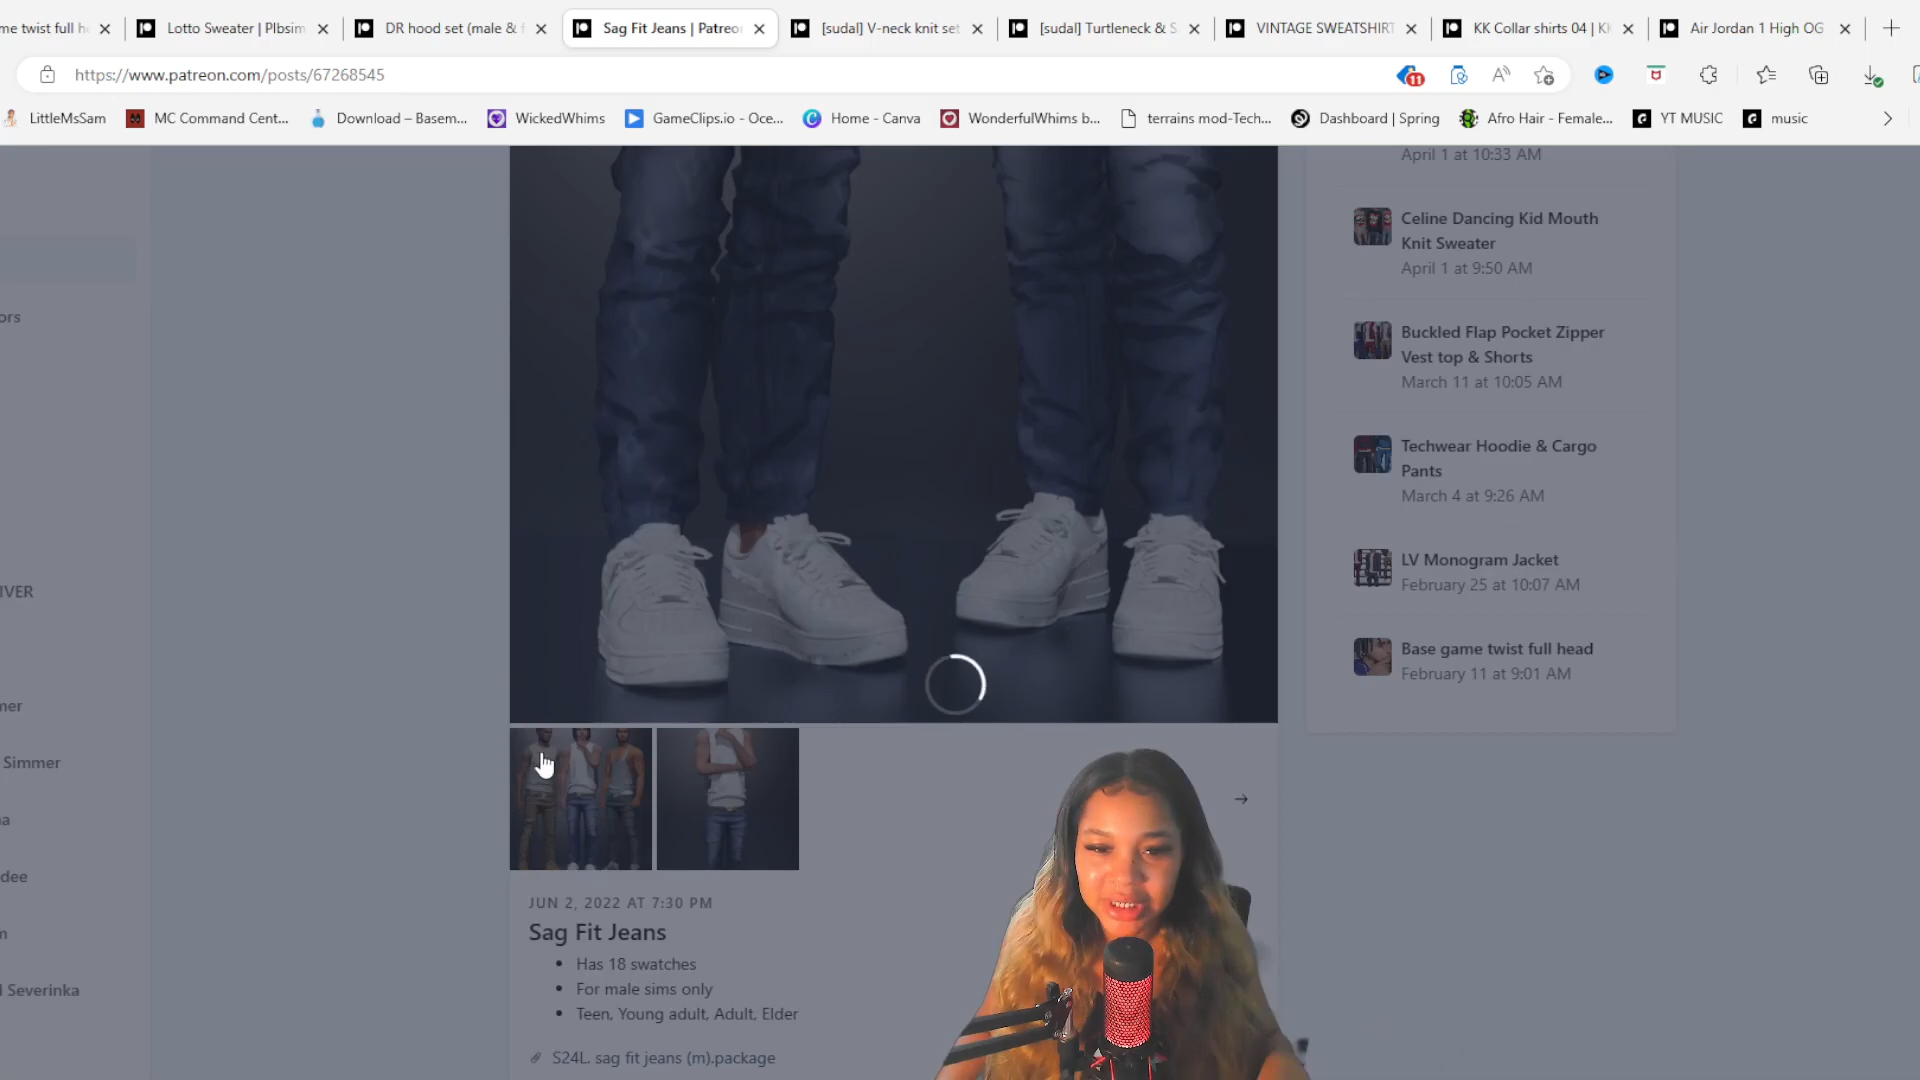 me twist full h
Lotto Sweater | Plbsim
DR hood set (male & f
Sag Fit Jeans | Patreon
[sudal] V-neck knit set
[sudal] Turtleneck & S
VINTAGE SWEATSHIRT
KK Collar shirts 04 | KK
Air Jordan 1 High OG
https://www.patreon.com/posts/67268545
11
LittleMsSam
MC Command Cent...
Download – Basem...
WickedWhims
GameClips.io - Oce...
Home - Canva
WonderfulWhims b...
terrains mod-Tech...
Dashboard | Spring
Afro Hair - Female...
YT MUSIC
music
April 1 at 10:33 AM
Celine Dancing Kid Mouth
Knit Sweater
April 1 at 9:50 AM
Buckled Flap Pocket Zipper
Vest top & Shorts
March 11 at 10:05 AM
Techwear Hoodie & Cargo
Pants
March 4 at 9:26 AM
LV Monogram Jacket
February 25 at 10:07 AM
Base game twist full head
February 11 at 9:01 AM
ors
IVER
mer
Simmer
na
dee
m
l Severinka
JUN 2, 2022 AT 7:30 PM
Sag Fit Jeans
• Has 18 swatches
• For male sims only
• Teen, Young adult, Adult, Elder
S24L. sag fit jeans (m).package